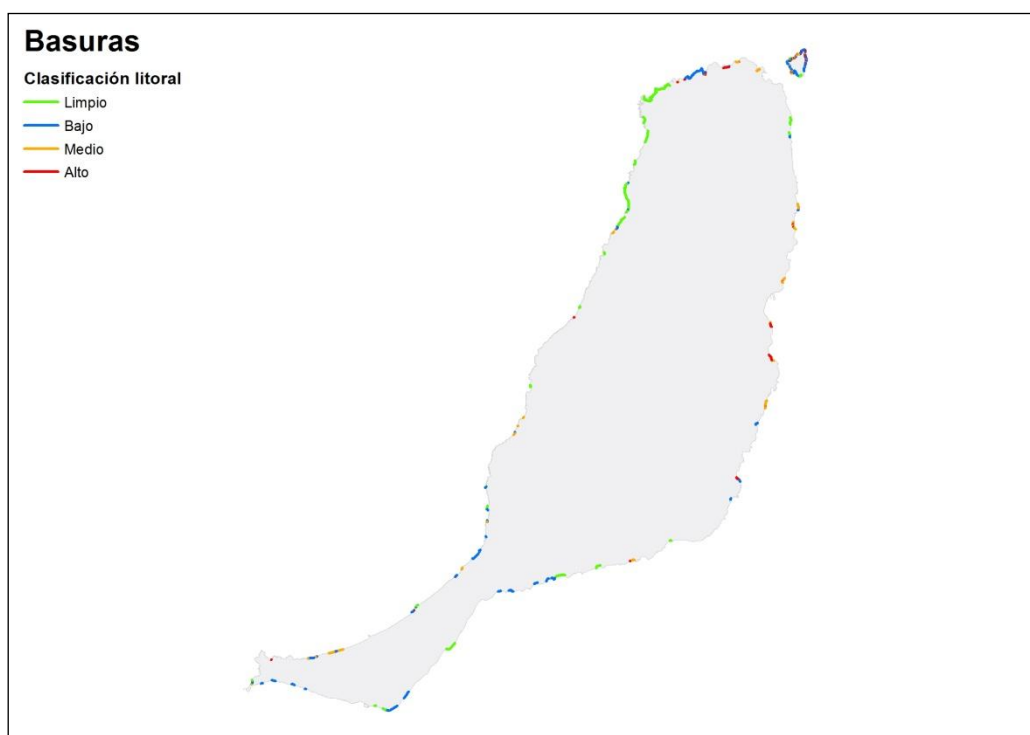 Basuras
Clasificación litoral
Limpio
Bajo
Medio
Alto